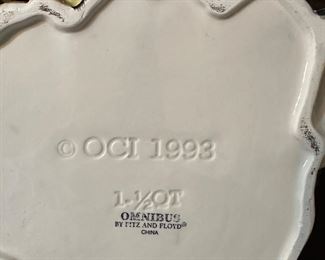 © OCI 1993
1-½QT
OMNIBUS
BY FITZ AND FLOYD®
CHINA